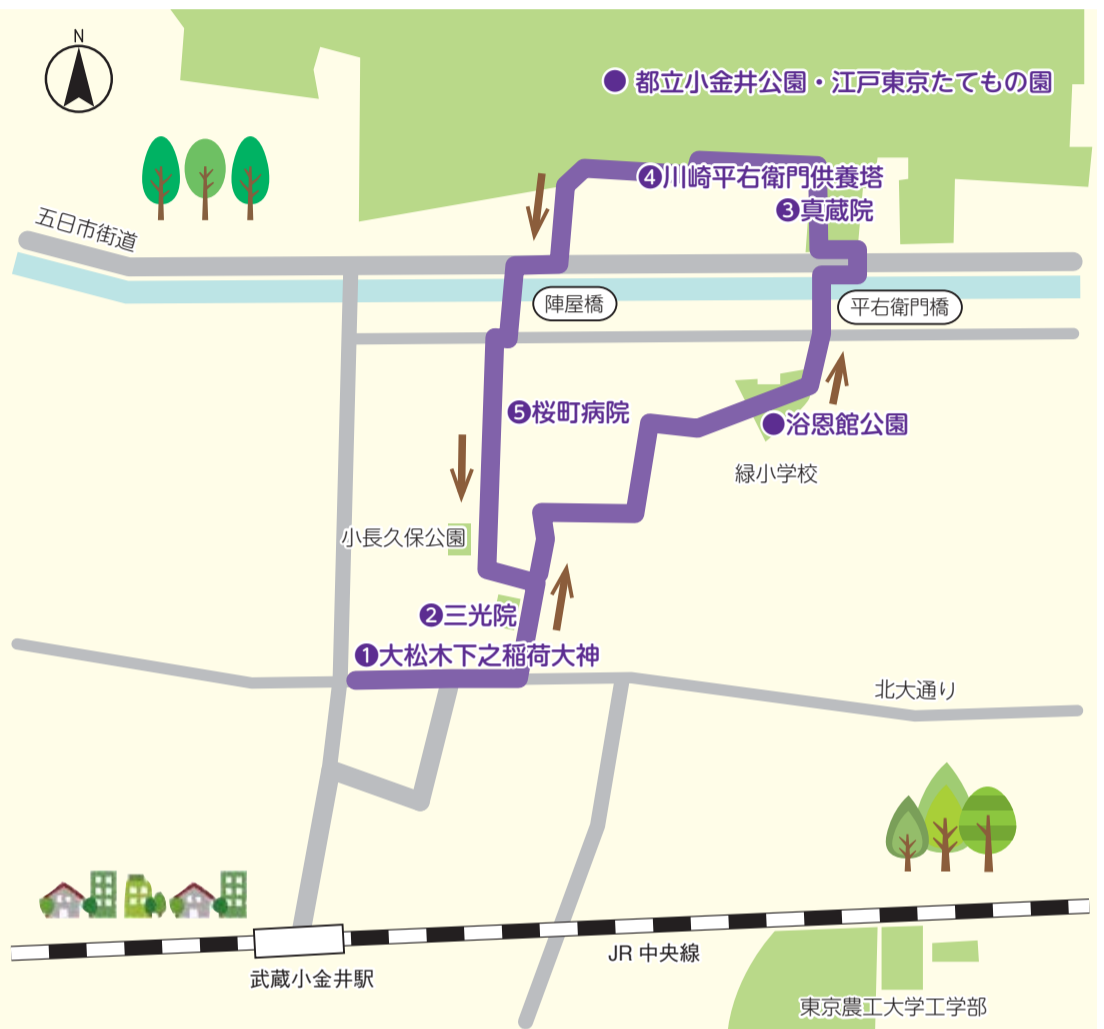 N
● 都立小金井公園・江戸東京たてもの園
❹川崎平右衛門供養塔
❸真蔵院
五日市街道
陣屋橋
平右衛門橋
❺桜町病院
●浴恩館公園
緑小学校
小長久保公園
❷三光院
❶大松木下之稲荷大神
北大通り
JR 中央線
武蔵小金井駅
東京農工大学工学部